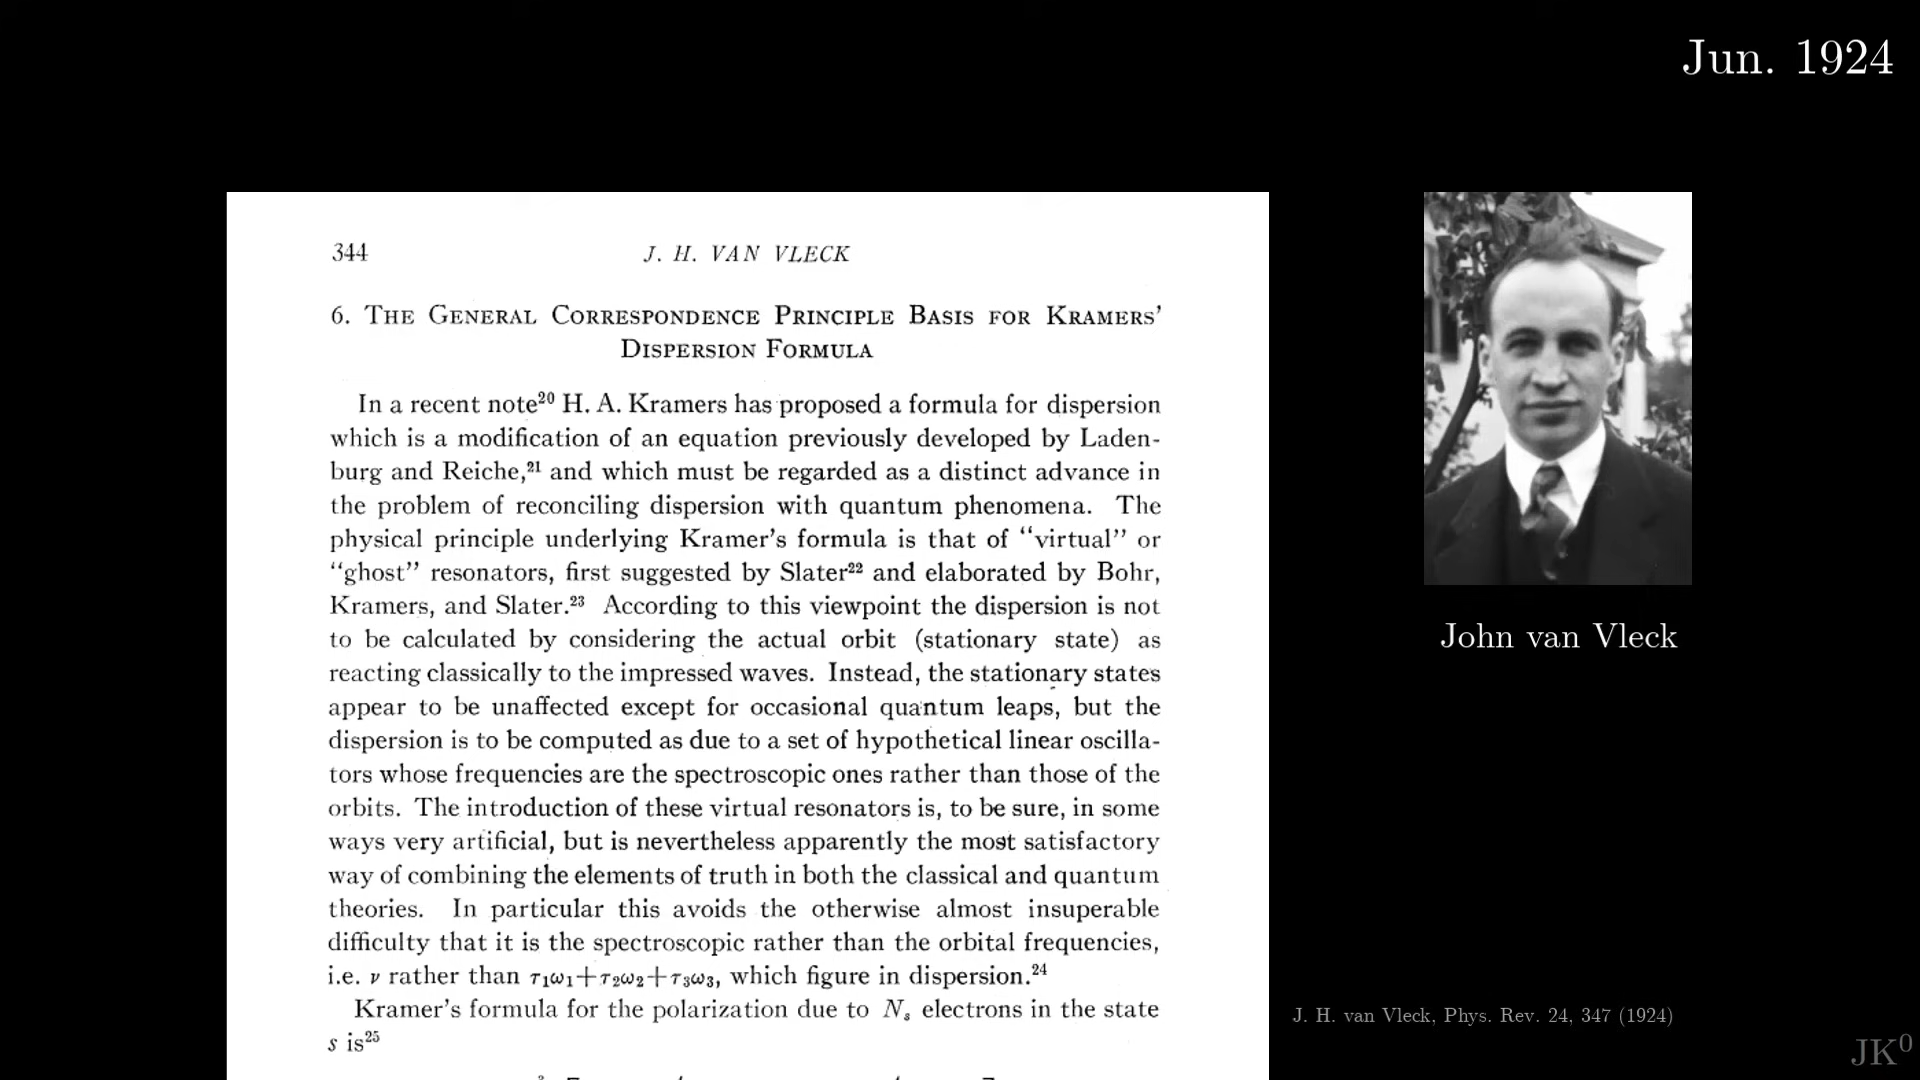 Jun. 1924
344 J. H. VAN VLECK
6. THE GENERAL CORRESPONDENCE PRINCIPLE BASIS FOR KRAMERS'
DISPERSION FORMULA
In a recent note²⁰ H. A. Kramers has proposed a formula for dispersion
which is a modification of an equation previously developed by Laden-
burg and Reiche,²¹ and which must be regarded as a distinct advance in
the problem of reconciling dispersion with quantum phenomena. The
physical principle underlying Kramer's formula is that of “virtual” or
“ghost” resonators, first suggested by Slater²² and elaborated by Bohr,
Kramers, and Slater.²³ According to this viewpoint the dispersion is not
to be calculated by considering the actual orbit (stationary state) as
reacting classically to the impressed waves. Instead, the stationary states
appear to be unaffected except for occasional quantum leaps, but the
dispersion is to be computed as due to a set of hypothetical linear oscilla-
tors whose frequencies are the spectroscopic ones rather than those of the
orbits. The introduction of these virtual resonators is, to be sure, in some
ways very artificial, but is nevertheless apparently the most satisfactory
way of combining the elements of truth in both the classical and quantum
theories. In particular this avoids the otherwise almost insuperable
difficulty that it is the spectroscopic rather than the orbital frequencies,
i.e. ν rather than τ₁ω₁+τ₂ω₂+τ₃ω₃, which figure in dispersion.²⁴
Kramer's formula for the polarization due to Nₛ electrons in the state
s is²⁵
John van Vleck
J. H. van Vleck, Phys. Rev. 24, 347 (1924)
JK⁰